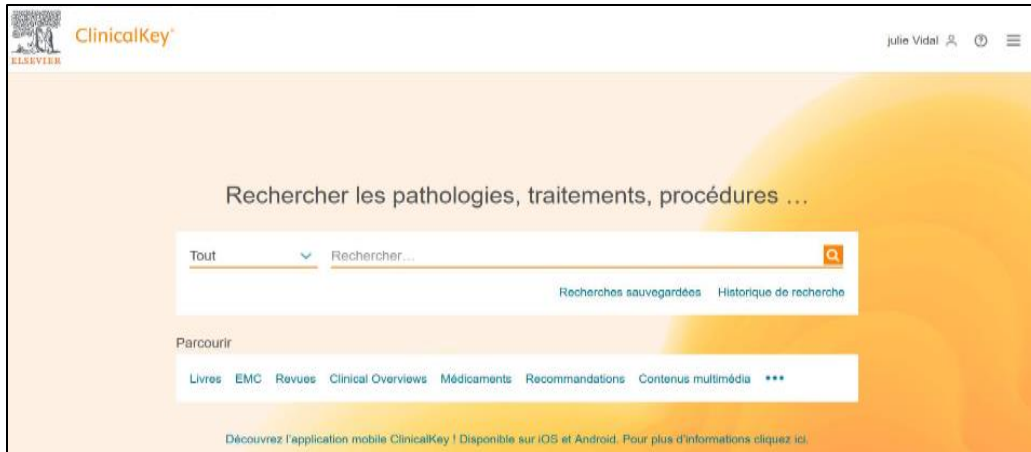 ClinicalKey®
julie Vidal
ELSEVIER
Rechercher les pathologies, traitements, procédures ...
Tout Rechercher...
Recherches sauvegardées Historique de recherche
Parcourir
Livres EMC Revues Clinical Overviews Médicaments Recommandations Contenus multimédia •••
Découvrez l'application mobile ClinicalKey ! Disponible sur iOS et Android. Pour plus d'informations cliquez ici.